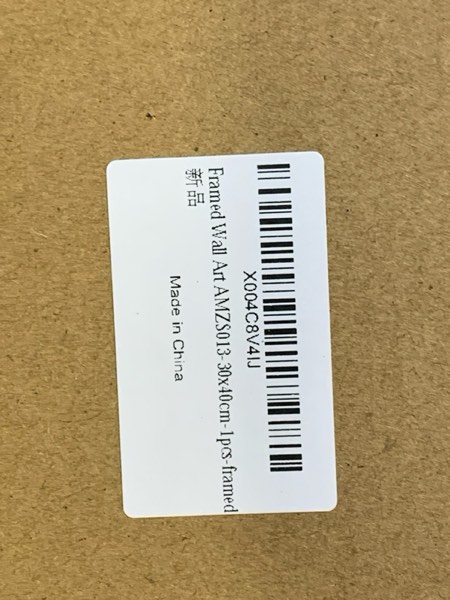 X004C8V4IJ
Framed Wall Art AMZS013-30x40cm-1pcs-framed
新品
Made in China